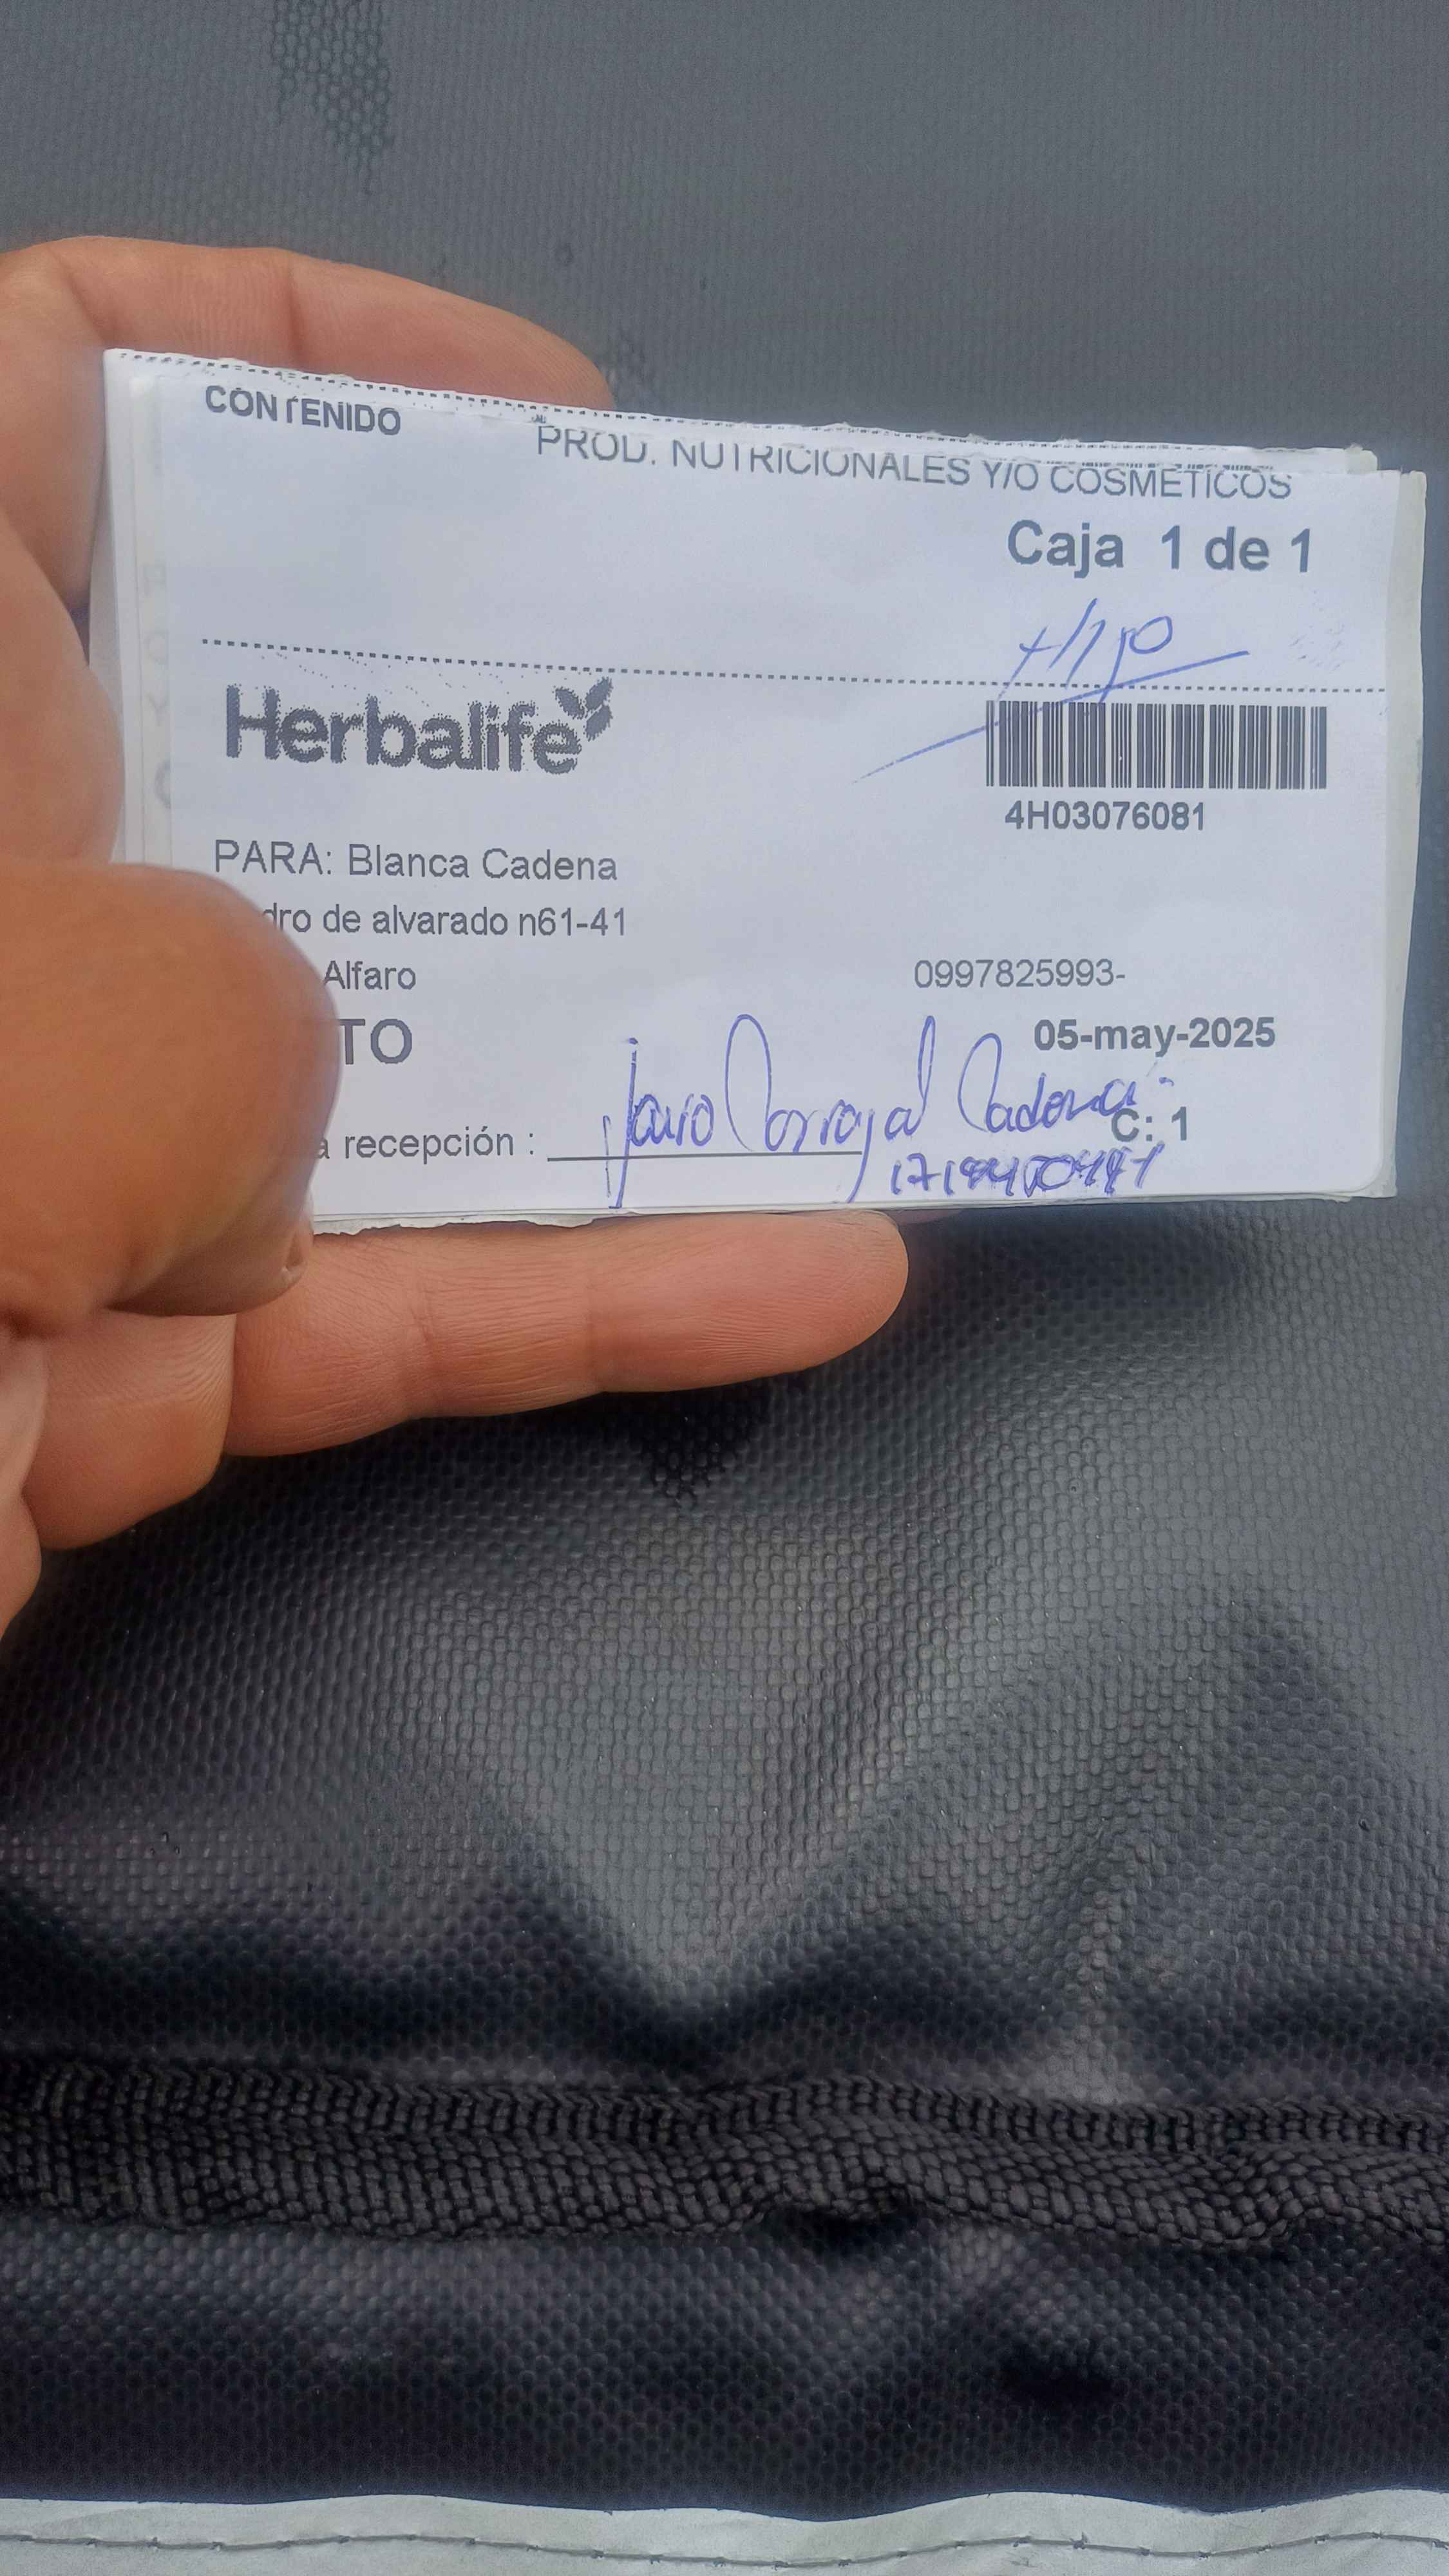 CONTENIDO
PROD. NUTRICIONALES Y/O COSMETICOS
Caja 1 de 1
Herbalife
4H03076081
PARA: Blanca Cadena
dro de alvarado n61-41
Alfaro 0997825993-
TO 05-may-2025
Cadena
C: 1
a recepción :